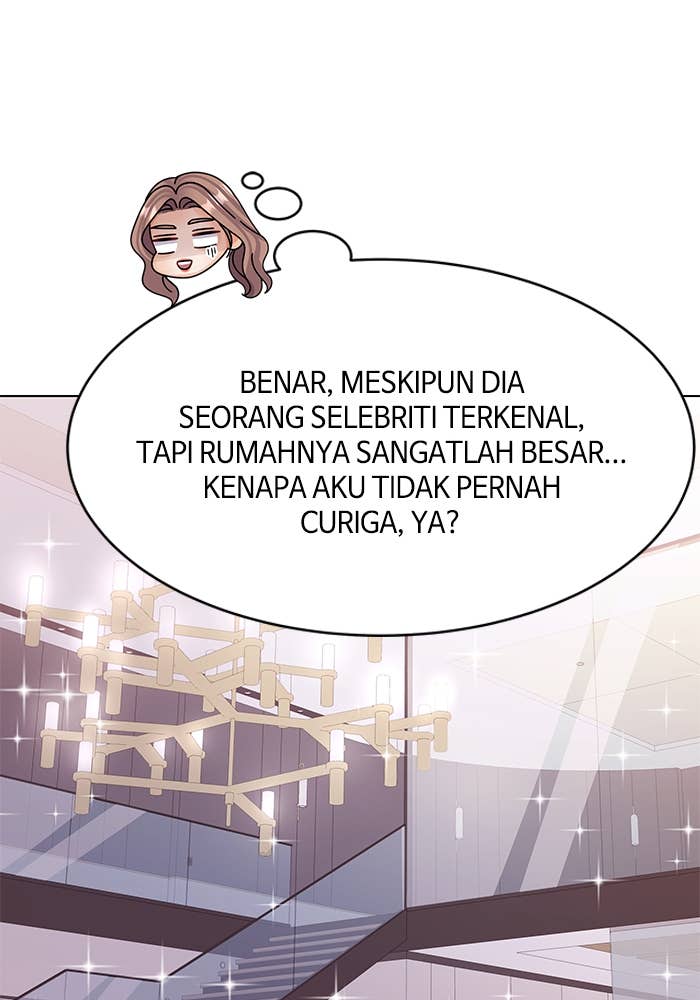 BENAR, MESKIPUN DIA
SEORANG SELEBRITI TERKENAL,
TAPI RUMAHNYA SANGATLAH BESAR...
KENAPA AKU TIDAK PERNAH
CURIGA, YA?